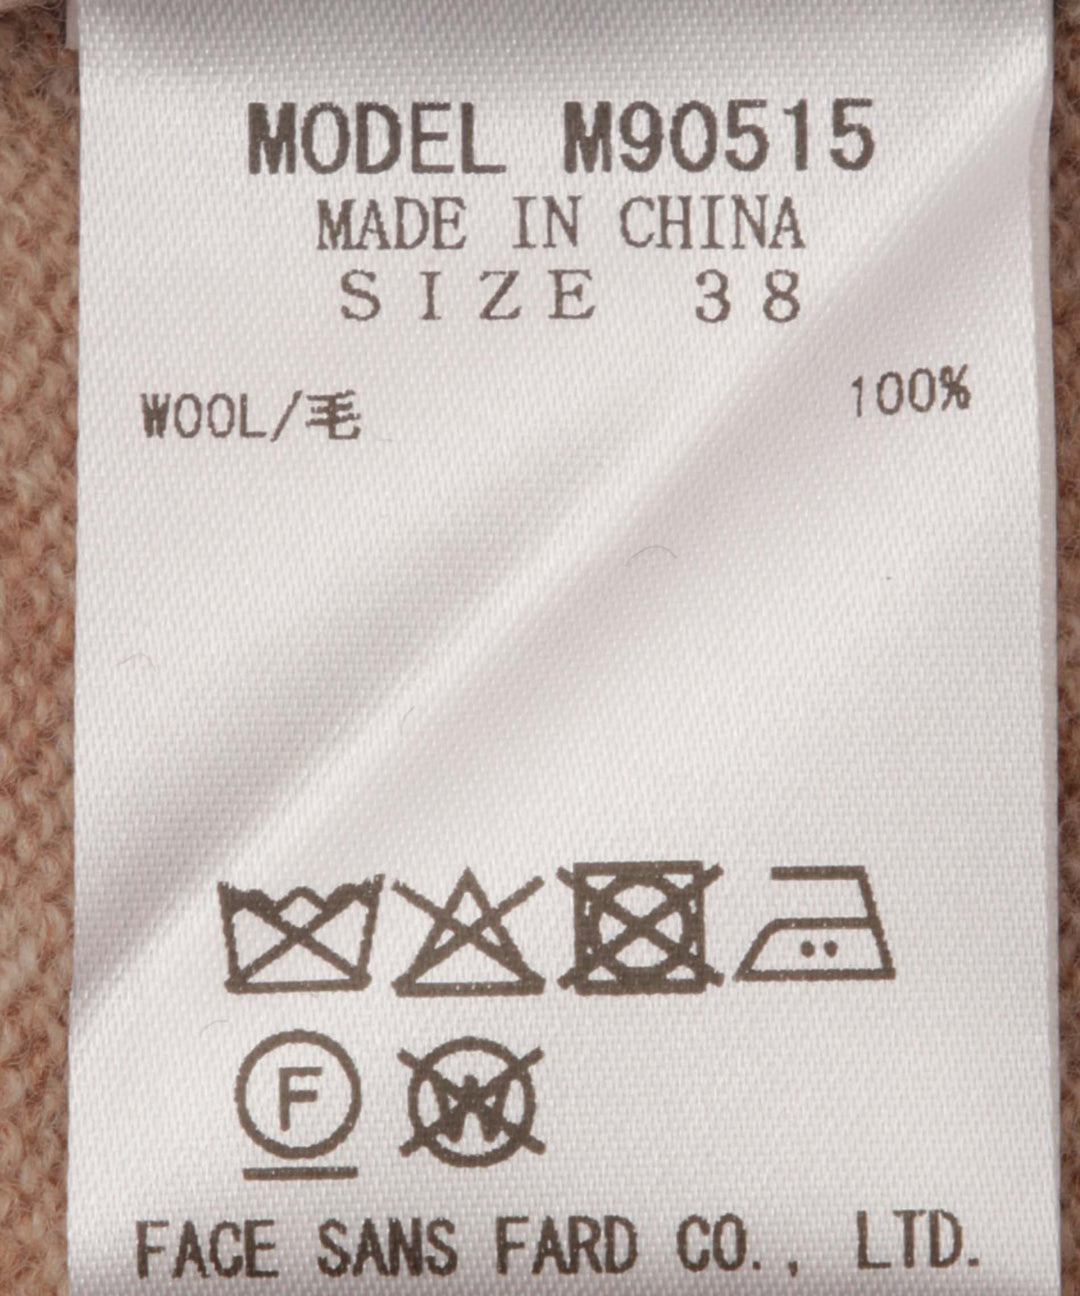 MODEL M90515
MADE IN CHINA
SIZE 38
WOOL/毛 100%
F W
FACE SANS FARD CO., LTD.